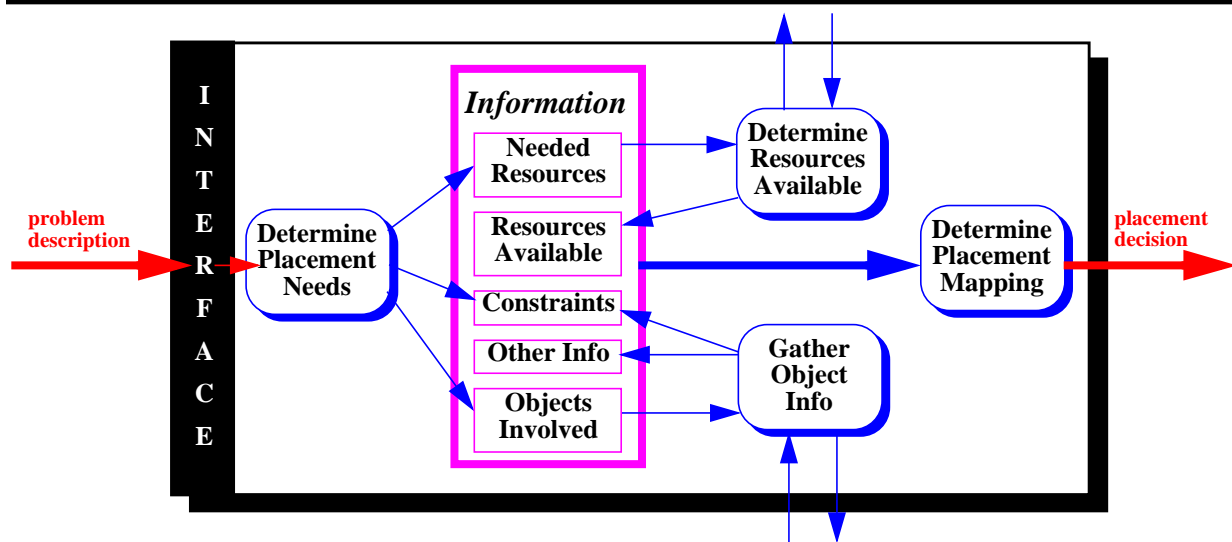 I
N
T
E
R
F
A
C
E
problem
description
Determine
Placement
Needs
Information
Needed
Resources
Resources
Available
Constraints
Other Info
Objects
Involved
Determine
Resources
Available
Gather
Object
Info
Determine
Placement
Mapping
placement
decision